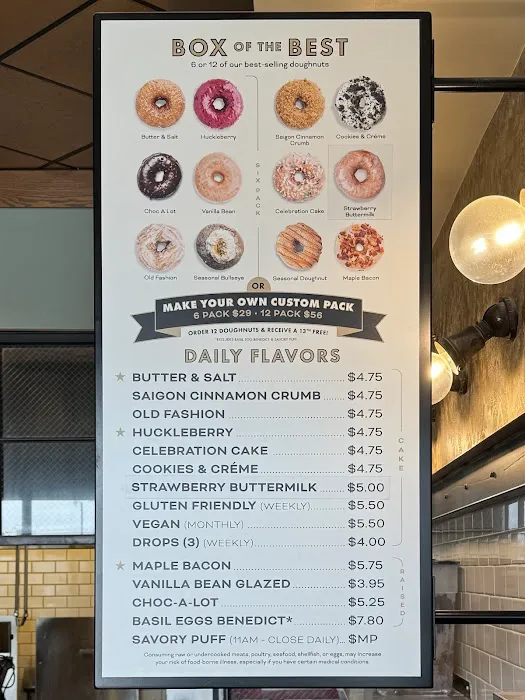 BOX OF THE BEST
6 or 12 of our best-selling doughnuts
Butter & Salt
Huckleberry
Saigon Cinnamon Crumb
Cookies & Créme
Choc A Lot
Vanilla Bean
SIX PACK
Celebration Cake
Strawberry Buttermilk
Old Fashion
Seasonal Bullseye
Seasonal Doughnut
Maple Bacon
OR
MAKE YOUR OWN CUSTOM PACK
6 PACK $29 · 12 PACK $56
ORDER 12 DOUGHNUTS & RECEIVE A 13TH FREE!
DAILY FLAVORS
★ BUTTER & SALT $4.75
SAIGON CINNAMON CRUMB $4.75
OLD FASHION $4.75
★ HUCKLEBERRY $4.75
CELEBRATION CAKE $4.75
COOKIES & CRÉME $4.75
STRAWBERRY BUTTERMILK $5.00
GLUTEN FRIENDLY (WEEKLY) $5.50
VEGAN (MONTHLY) $5.50
DROPS (3) (WEEKLY) $4.00
CAKE
★ MAPLE BACON $5.75
VANILLA BEAN GLAZED $3.95
CHOC-A-LOT $5.25
BASIL EGGS BENEDICT* $7.80
RAISED
SAVORY PUFF (11AM - CLOSE DAILY) $MP
Consuming raw or undercooked meats, poultry, seafood, shellfish, or eggs, may increase
your risk of food-borne illness, especially if you have certain medical conditions.